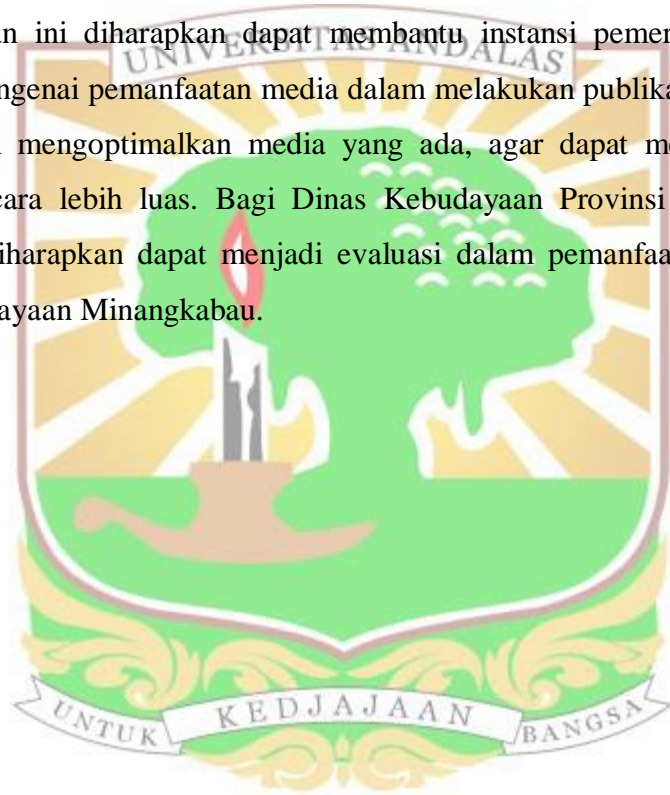 an ini diharapkan dapat membantu instansi pemer
UNIVERSITAS ANDALAS
ngenai pemanfaatan media dalam melakukan publika
mengoptimalkan media yang ada, agar dapat me
cara lebih luas. Bagi Dinas Kebudayaan Provinsi
diharapkan dapat menjadi evaluasi dalam pemanfaa
ayaan Minangkabau.
UNTUK KEDJAJAAN BANGSA